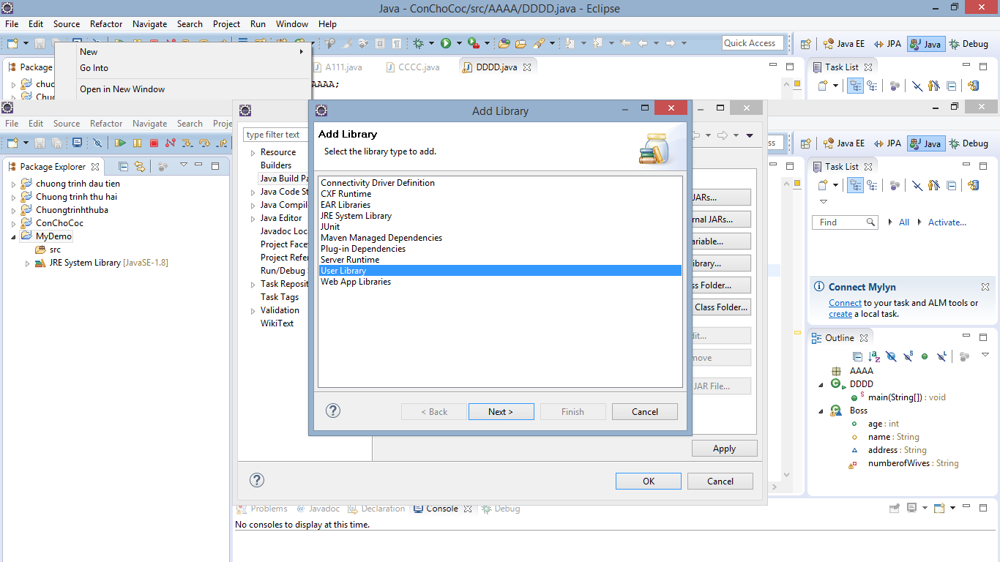 Java - ConChoCoc/src/AAAA/DDDD.java - Eclipse
File Edit Source Refactor Navigate Search Project Run Window Help
Quick Access
Java EE JPA Java Debug
Package
New
Go Into
Open in New Window
A111.java CCCC.java DDDD.java
AAAA;
Task List
chuo
Chu
File Edit Source Refactor Navigate Search Proje
ss
Java EE JPA Java Debug
Package Explorer
chuong trinh dau tien
Chuong trinh thu hai
Chuongtrinhthuba
ConChoCoc
MyDemo
src
JRE System Library [JavaSE-1.8]
type filter text
Resource
Builders
Java Build Pa
Java Code St
Java Compile
Java Editor
Javadoc Loc
Project Face
Project Refer
Run/Debug
Task Reposit
Task Tags
Validation
WikiText
Add Library
Add Library
Select the library type to add.
Connectivity Driver Definition
CXF Runtime
EAR Libraries
JRE System Library
JUnit
Maven Managed Dependencies
Plug-in Dependencies
Server Runtime
User Library
Web App Libraries
< Back Next > Finish Cancel
JARs...
rnal JARs...
ariable...
ibrary...
ss Folder...
Class Folder...
dit...
move
JAR File...
Apply
OK Cancel
Task List
Find All Activate...
Connect Mylyn
Connect to your task and ALM tools or
create a local task.
Outline
AAAA
DDDD
main(String[]) : void
Boss
age : int
name : String
address : String
numberofWives : String
Problems Javadoc Declaration Console Debug
No consoles to display at this time.